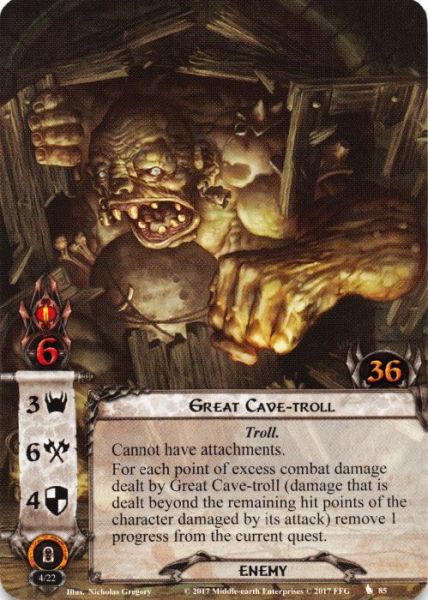 6
36
GREAT CAVE-TROLL
3
6
4
Troll.
Cannot have attachments.
For each point of excess combat damage
dealt by Great Cave-troll (damage that is
dealt beyond the remaining hit points of the
character damaged by its attack) remove 1
progress from the current quest.
4/22
ENEMY
Illus. Nicholas Gregory © 2017 Middle-earth Enterprises © 2017 FFG 85